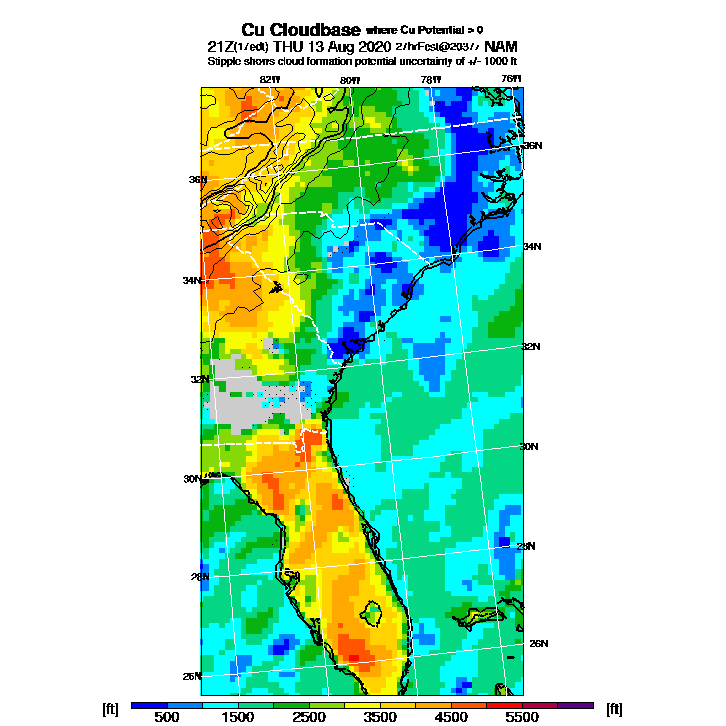 Cu Cloudbase where Cu Potential > 0
21Z(17edt) THU 13 Aug 2020 27hrFcst@2037z NAM
Stipple shows cloud formation potential uncertainty of +/- 1000 ft
82W 80W 78W 76W
36N
36N
34N
34N
32N
32N
30N
30N
28N
28N
26N
26N
[ft] [ft]
500 1500 2500 3500 4500 5500